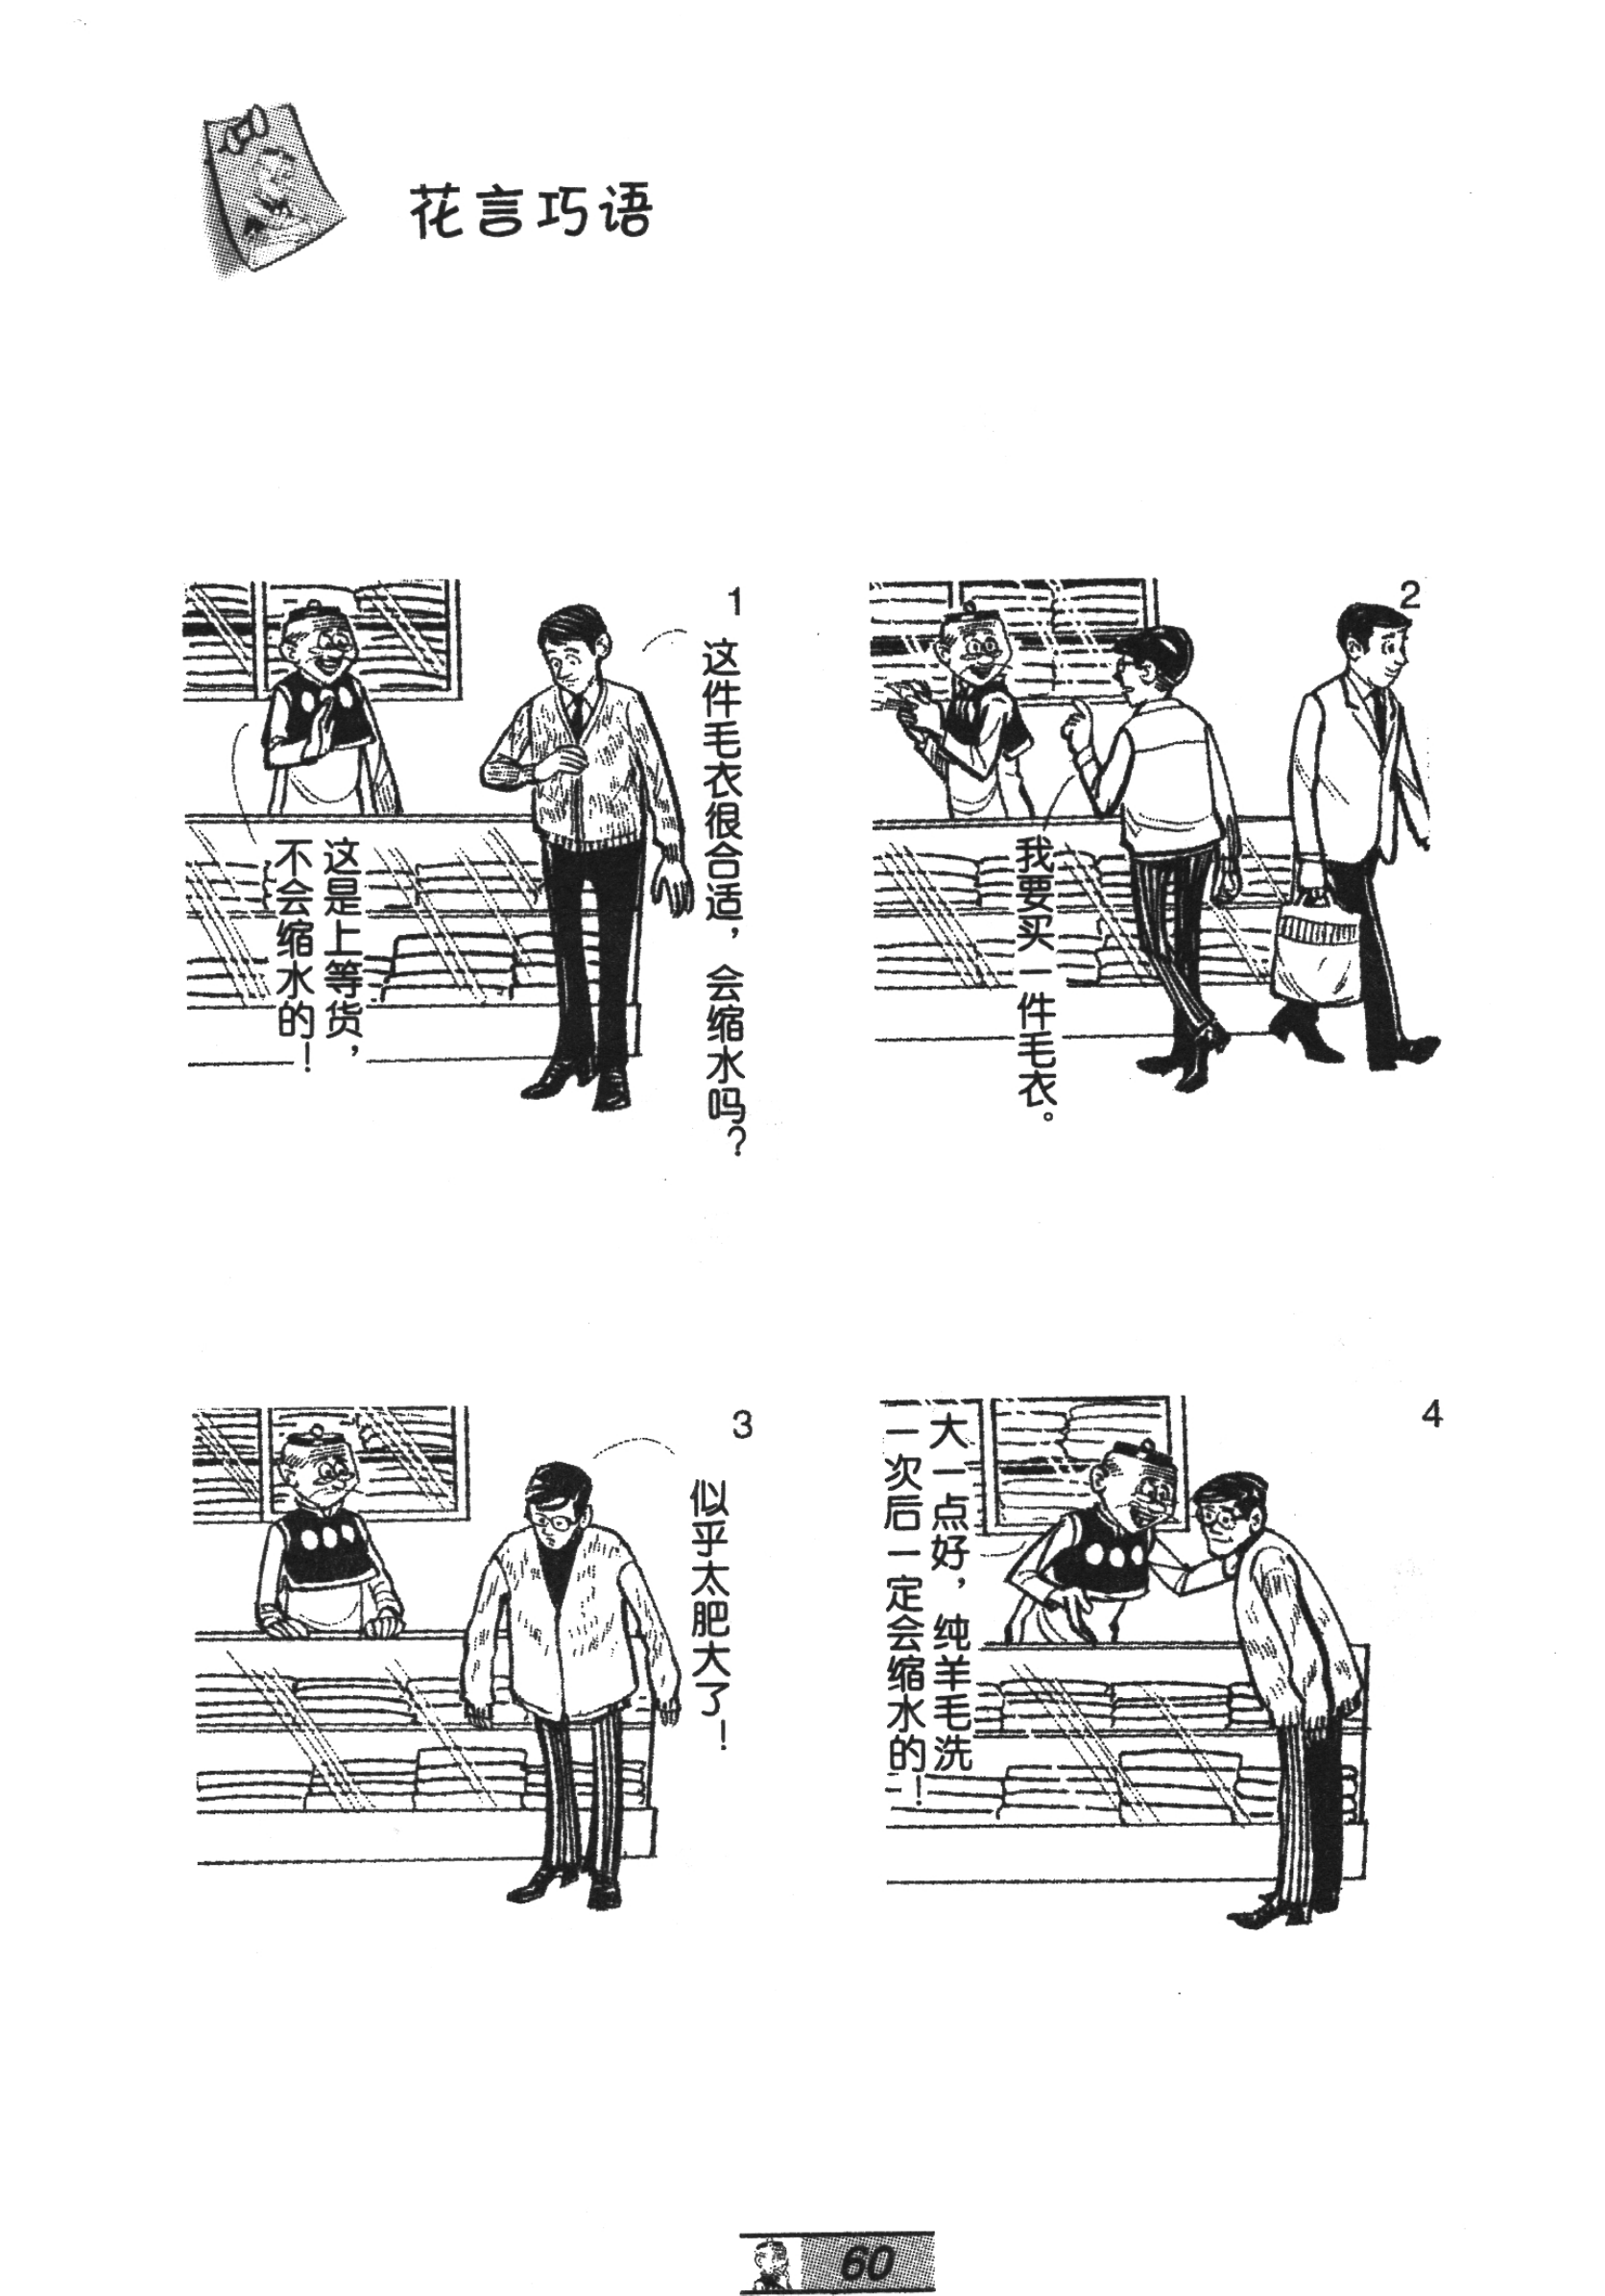 花言巧语
1
这件毛衣很合适，会缩水吗？
这是上等货，
不会缩水的！
2
我要买一件毛衣。
3
似乎太肥大了！
4
大一点好，纯羊毛洗
一次后一定会缩水的！
60